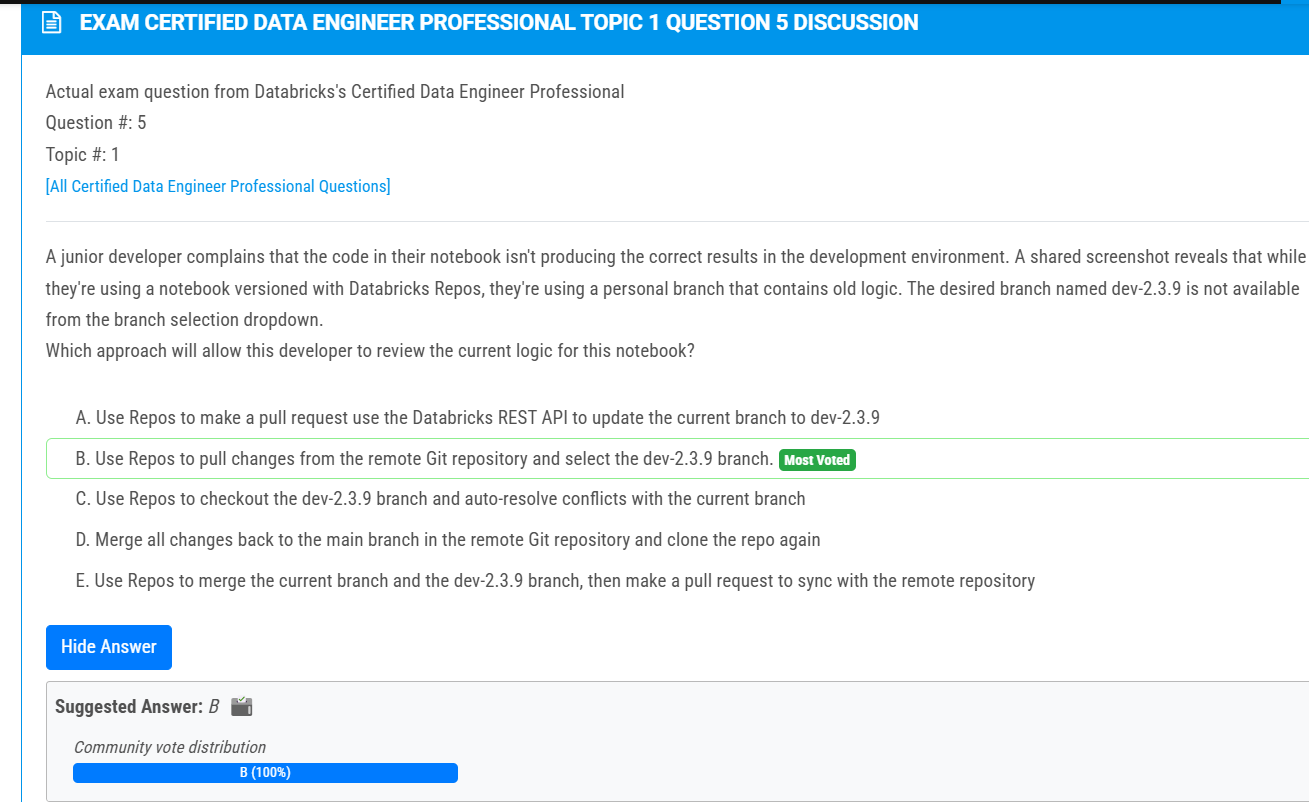 EXAM CERTIFIED DATA ENGINEER PROFESSIONAL TOPIC 1 QUESTION 5 DISCUSSION
Actual exam question from Databricks's Certified Data Engineer Professional
Question #: 5
Topic #: 1
[All Certified Data Engineer Professional Questions]
A junior developer complains that the code in their notebook isn't producing the correct results in the development environment. A shared screenshot reveals that while
they're using a notebook versioned with Databricks Repos, they're using a personal branch that contains old logic. The desired branch named dev-2.3.9 is not available
from the branch selection dropdown.
Which approach will allow this developer to review the current logic for this notebook?
A. Use Repos to make a pull request use the Databricks REST API to update the current branch to dev-2.3.9
B. Use Repos to pull changes from the remote Git repository and select the dev-2.3.9 branch. Most Voted
C. Use Repos to checkout the dev-2.3.9 branch and auto-resolve conflicts with the current branch
D. Merge all changes back to the main branch in the remote Git repository and clone the repo again
E. Use Repos to merge the current branch and the dev-2.3.9 branch, then make a pull request to sync with the remote repository
Hide Answer
Suggested Answer: B
Community vote distribution
B (100%)